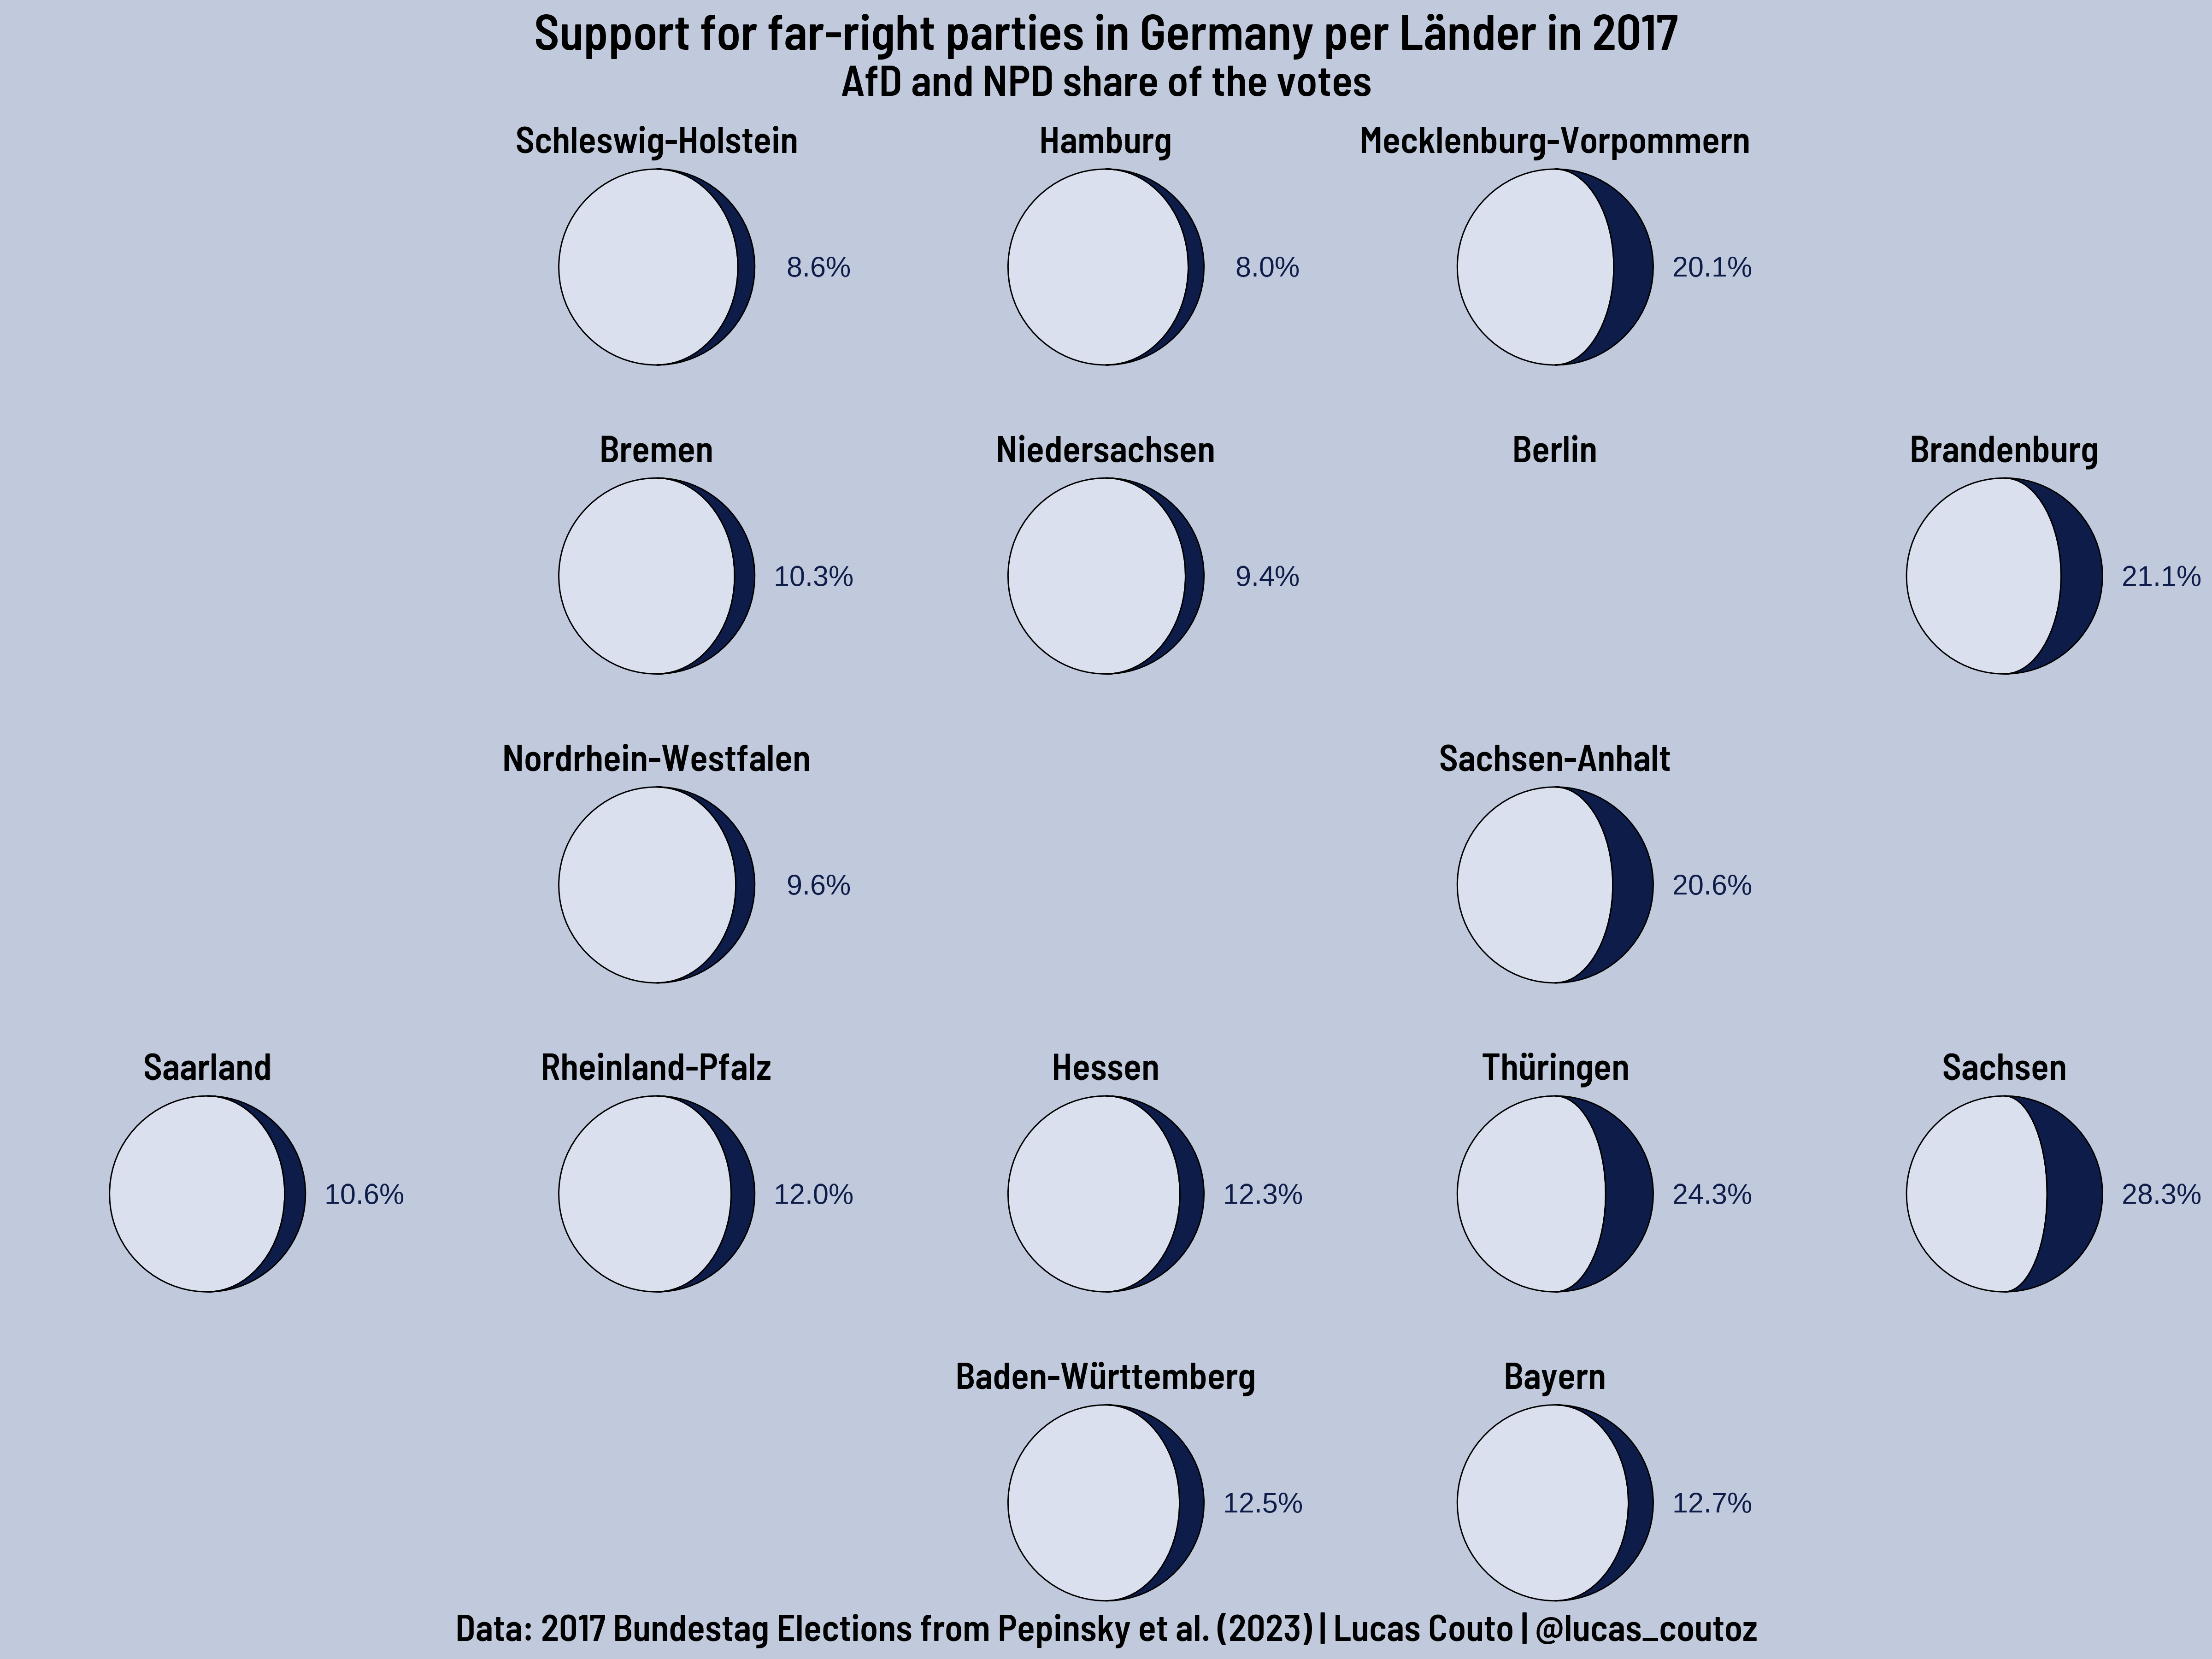 Support for far-right parties in Germany per Länder in 2017
AfD and NPD share of the votes
Schleswig-Holstein
8.6%
Hamburg
8.0%
Mecklenburg-Vorpommern
20.1%
Bremen
10.3%
Niedersachsen
9.4%
Berlin
Brandenburg
21.1%
Nordrhein-Westfalen
9.6%
Sachsen-Anhalt
20.6%
Saarland
10.6%
Rheinland-Pfalz
12.0%
Hessen
12.3%
Thüringen
24.3%
Sachsen
28.3%
Baden-Württemberg
12.5%
Bayern
12.7%
Data: 2017 Bundestag Elections from Pepinsky et al. (2023) | Lucas Couto | @lucas_coutoz